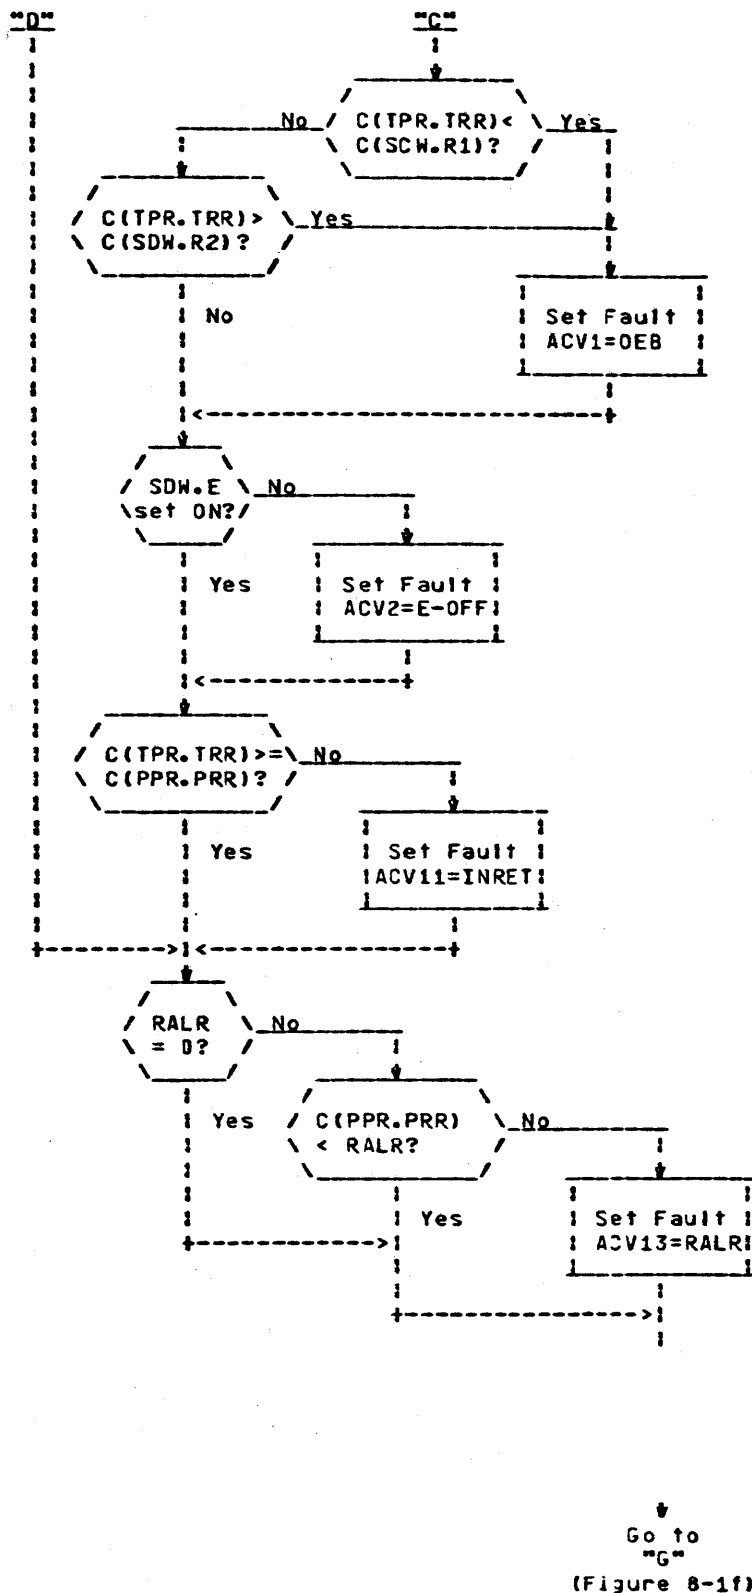 "D"
"C"
C(TPR.TRR)<
C(SCW.R1)?
No
Yes
C(TPR.TRR)>
C(SDW.R2)?
Yes
No
Set Fault
ACV1=OEB
SDW.E
set ON?
No
Yes
Set Fault
ACV2=E-OFF
C(TPR.TRR)>=
C(PPR.PRR)?
No
Yes
Set Fault
ACV11=INRET
RALR
= 0?
No
Yes
C(PPR.PRR)
< RALR?
No
Yes
Set Fault
ACV13=RALR
Go to
"G"
(Figure 8-1f)